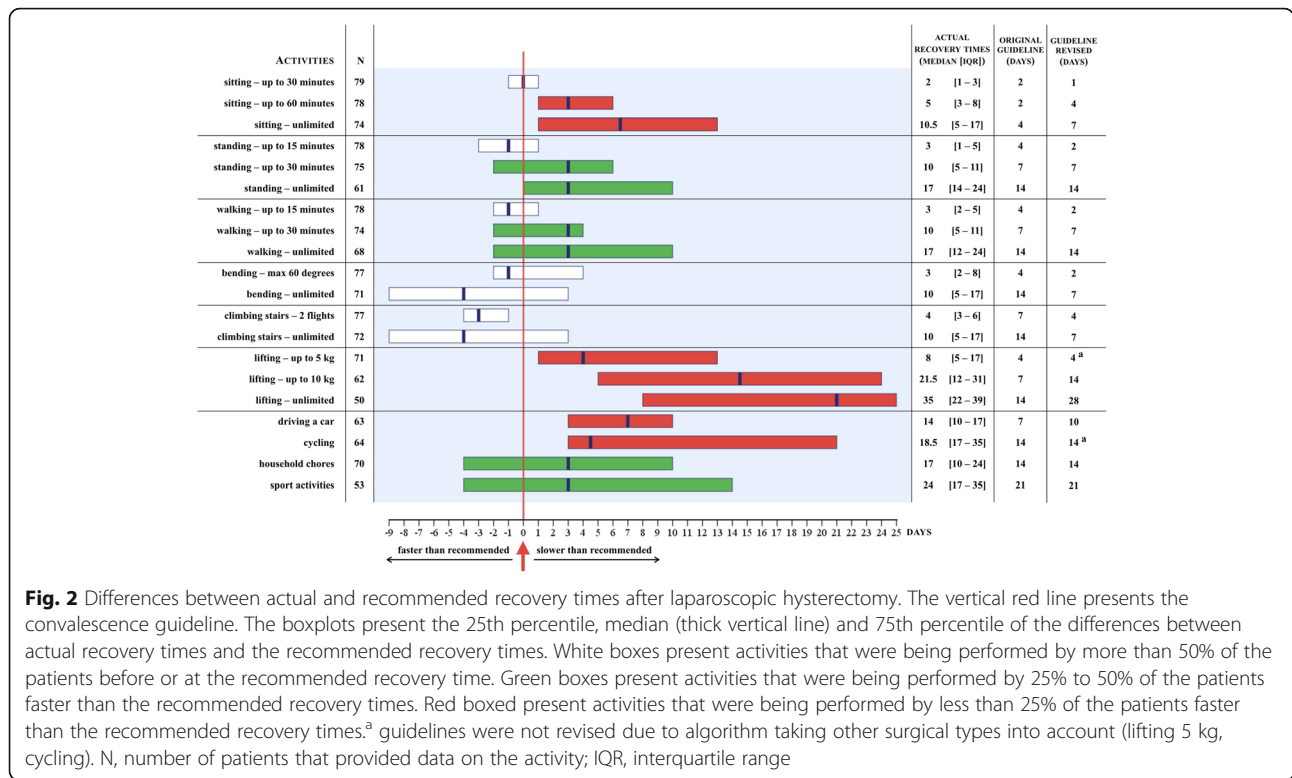 ACTIVITIES N ACTUAL RECOVERY TIMES (MEDIAN [IQR]) ORIGINAL GUIDELINE (DAYS) GUIDELINE REVISED (DAYS)
sitting – up to 30 minutes 79 2 [1 – 3] 2 1
sitting – up to 60 minutes 78 5 [3 – 8] 2 4
sitting – unlimited 74 10.5 [5 – 17] 4 7
standing – up to 15 minutes 78 3 [1 – 5] 4 2
standing – up to 30 minutes 75 10 [5 – 11] 7 7
standing – unlimited 61 17 [14 – 24] 14 14
walking – up to 15 minutes 78 3 [2 – 5] 4 2
walking – up to 30 minutes 74 10 [5 – 11] 7 7
walking – unlimited 68 17 [12 – 24] 14 14
bending – max 60 degrees 77 3 [2 – 8] 4 2
bending – unlimited 71 10 [5 – 17] 14 7
climbing stairs – 2 flights 77 4 [3 – 6] 7 4
climbing stairs – unlimited 72 10 [5 – 17] 14 7
lifting – up to 5 kg 71 8 [5 – 17] 4 4 a
lifting – up to 10 kg 62 21.5 [12 – 31] 7 14
lifting – unlimited 50 35 [22 – 39] 14 28
driving a car 63 14 [10 – 17] 7 10
cycling 64 18.5 [17 – 35] 14 14 a
household chores 70 17 [10 – 24] 14 14
sport activities 53 24 [17 – 35] 21 21
-9 -8 -7 -6 -5 -4 -3 -2 -1 0 1 2 3 4 5 6 7 8 9 10 11 12 13 14 15 16 17 18 19 20 21 22 23 24 25 DAYS
faster than recommended slower than recommended
Fig. 2 Differences between actual and recommended recovery times after laparoscopic hysterectomy. The vertical red line presents the
convalescence guideline. The boxplots present the 25th percentile, median (thick vertical line) and 75th percentile of the differences between
actual recovery times and the recommended recovery times. White boxes present activities that were being performed by more than 50% of the
patients before or at the recommended recovery time. Green boxes present activities that were being performed by 25% to 50% of the patients
faster than the recommended recovery times. Red boxed present activities that were being performed by less than 25% of the patients faster
than the recommended recovery times.a guidelines were not revised due to algorithm taking other surgical types into account (lifting 5 kg,
cycling). N, number of patients that provided data on the activity; IQR, interquartile range